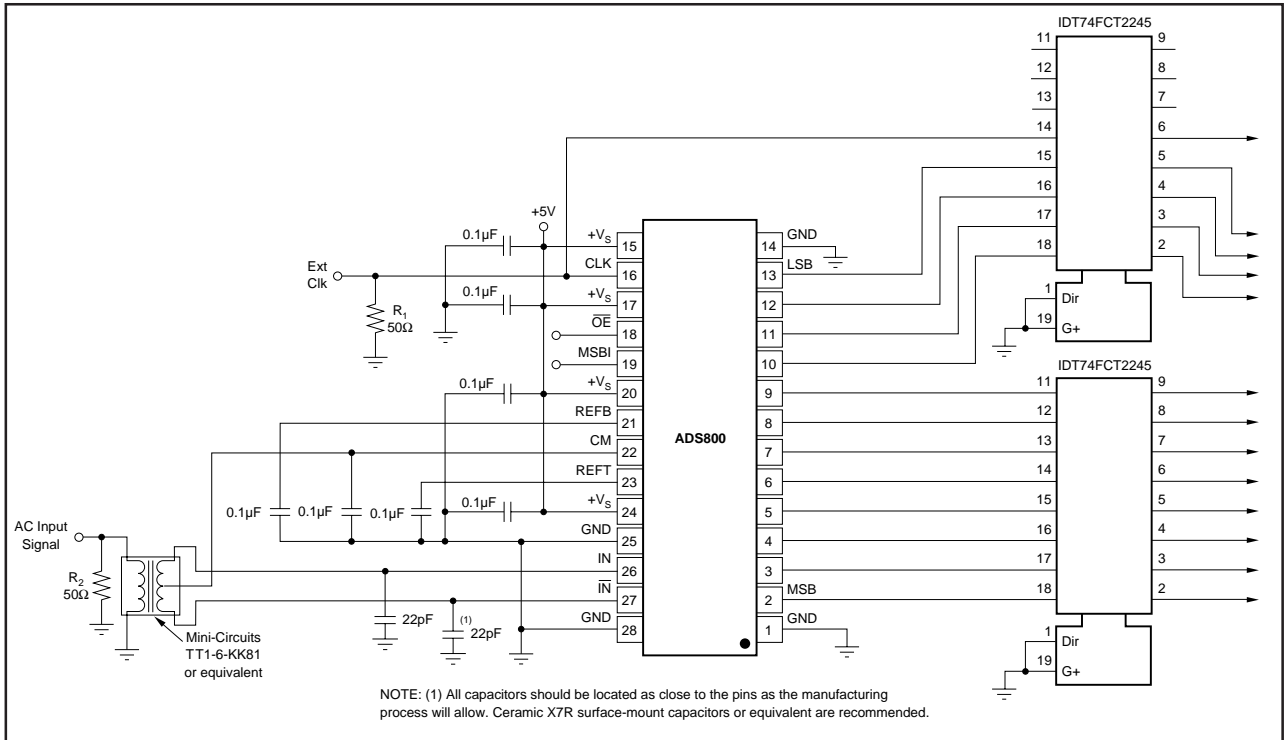 IDT74FCT2245
11 9
12 8
13 7
14 6
15 5
16 4
17 3
18 2
1 Dir
19 G+
+5V
0.1µF +VS 15
Ext Clk
CLK 16
0.1µF +VS 17
R1
50Ω
OE 18
MSBI 19
0.1µF +VS 20
REFB 21
CM 22
REFT 23
0.1µF 0.1µF 0.1µF
0.1µF +VS 24
GND 25
AC Input
Signal
IN 26
IN 27
R2
50Ω
22pF
(1)
22pF
GND 28
Mini-Circuits
TT1-6-KK81
or equivalent
ADS800
14 GND
13 LSB
12
11
10
9
8
7
6
5
4
3
2 MSB
1 GND
IDT74FCT2245
11 9
12 8
13 7
14 6
15 5
16 4
17 3
18 2
1 Dir
19 G+
NOTE: (1) All capacitors should be located as close to the pins as the manufacturing
process will allow. Ceramic X7R surface-mount capacitors or equivalent are recommended.